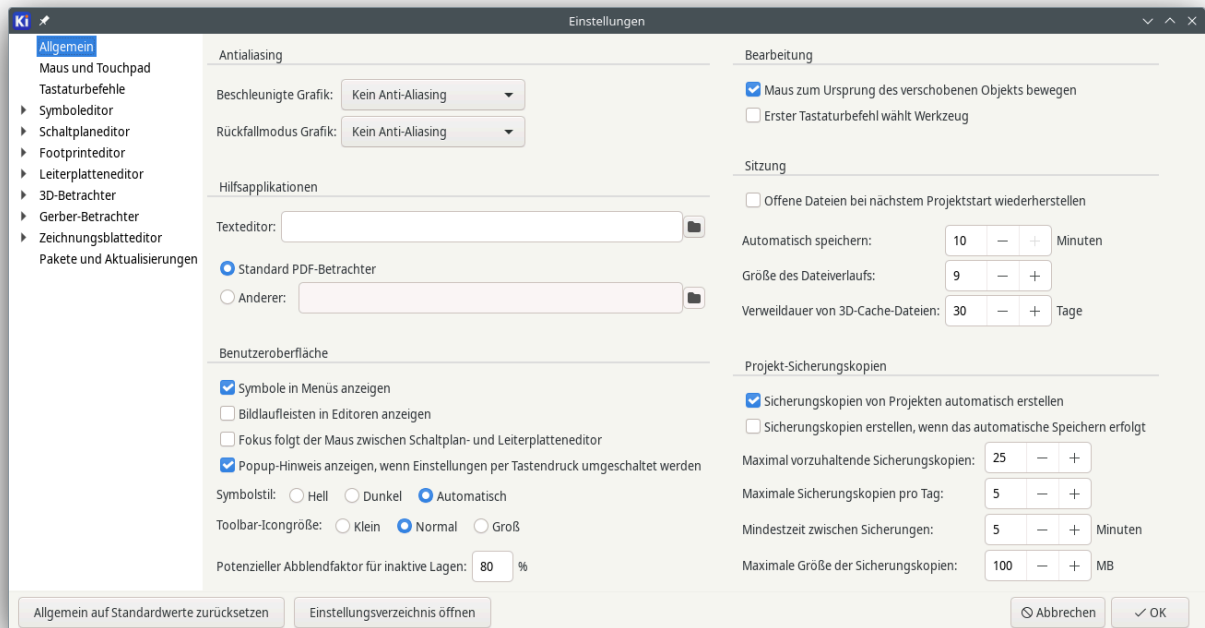 Ki
Einstellungen
Allgemein
Maus und Touchpad
Tastaturbefehle
Symboleditor
Schaltplaneditor
Footprinteditor
Leiterplatteneditor
3D-Betrachter
Gerber-Betrachter
Zeichnungsblatteditor
Pakete und Aktualisierungen
Antialiasing
Beschleunigte Grafik: Kein Anti-Aliasing
Rückfallmodus Grafik: Kein Anti-Aliasing
Hilfsapplikationen
Texteditor:
Standard PDF-Betrachter
Anderer:
Benutzeroberfläche
Symbole in Menüs anzeigen
Bildlaufleisten in Editoren anzeigen
Fokus folgt der Maus zwischen Schaltplan- und Leiterplatteneditor
Popup-Hinweis anzeigen, wenn Einstellungen per Tastendruck umgeschaltet werden
Symbolstil: Hell Dunkel Automatisch
Toolbar-Icongröße: Klein Normal Groß
Potenzieller Abblendfaktor für inaktive Lagen: 80 %
Bearbeitung
Maus zum Ursprung des verschobenen Objekts bewegen
Erster Tastaturbefehl wählt Werkzeug
Sitzung
Offene Dateien bei nächstem Projektstart wiederherstellen
Automatisch speichern: 10 − + Minuten
Größe des Dateiverlaufs: 9 − +
Verweildauer von 3D-Cache-Dateien: 30 − + Tage
Projekt-Sicherungskopien
Sicherungskopien von Projekten automatisch erstellen
Sicherungskopien erstellen, wenn das automatische Speichern erfolgt
Maximal vorzuhaltende Sicherungskopien: 25 − +
Maximale Sicherungskopien pro Tag: 5 − +
Mindestzeit zwischen Sicherungen: 5 − + Minuten
Maximale Größe der Sicherungskopien: 100 − + MB
Allgemein auf Standardwerte zurücksetzen Einstellungsverzeichnis öffnen Abbrechen OK